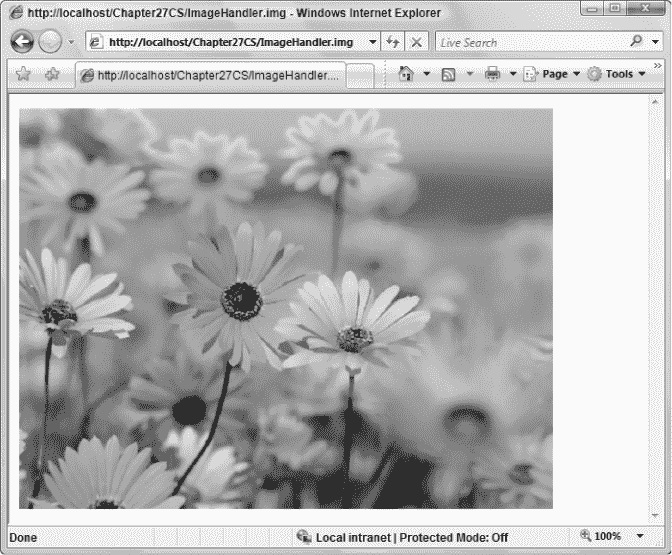 http://localhost/Chapter27CS/ImageHandler.img - Windows Internet Explorer
http://localhost/Chapter27CS/ImageHandler.img
Live Search
http://localhost/Chapter27CS/ImageHandler....
Page
Tools
Done
Local intranet | Protected Mode: Off
100%